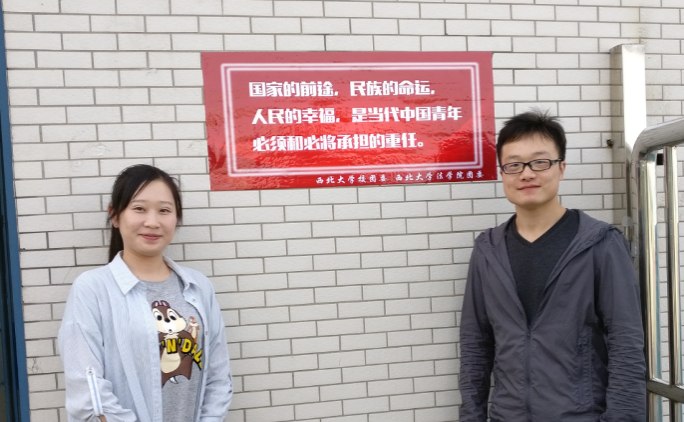 国家的前途，民族的命运，
人民的幸福，是当代中国青年
必须和必将承担的重任。
西北大学校团委 西北大学法学院团委